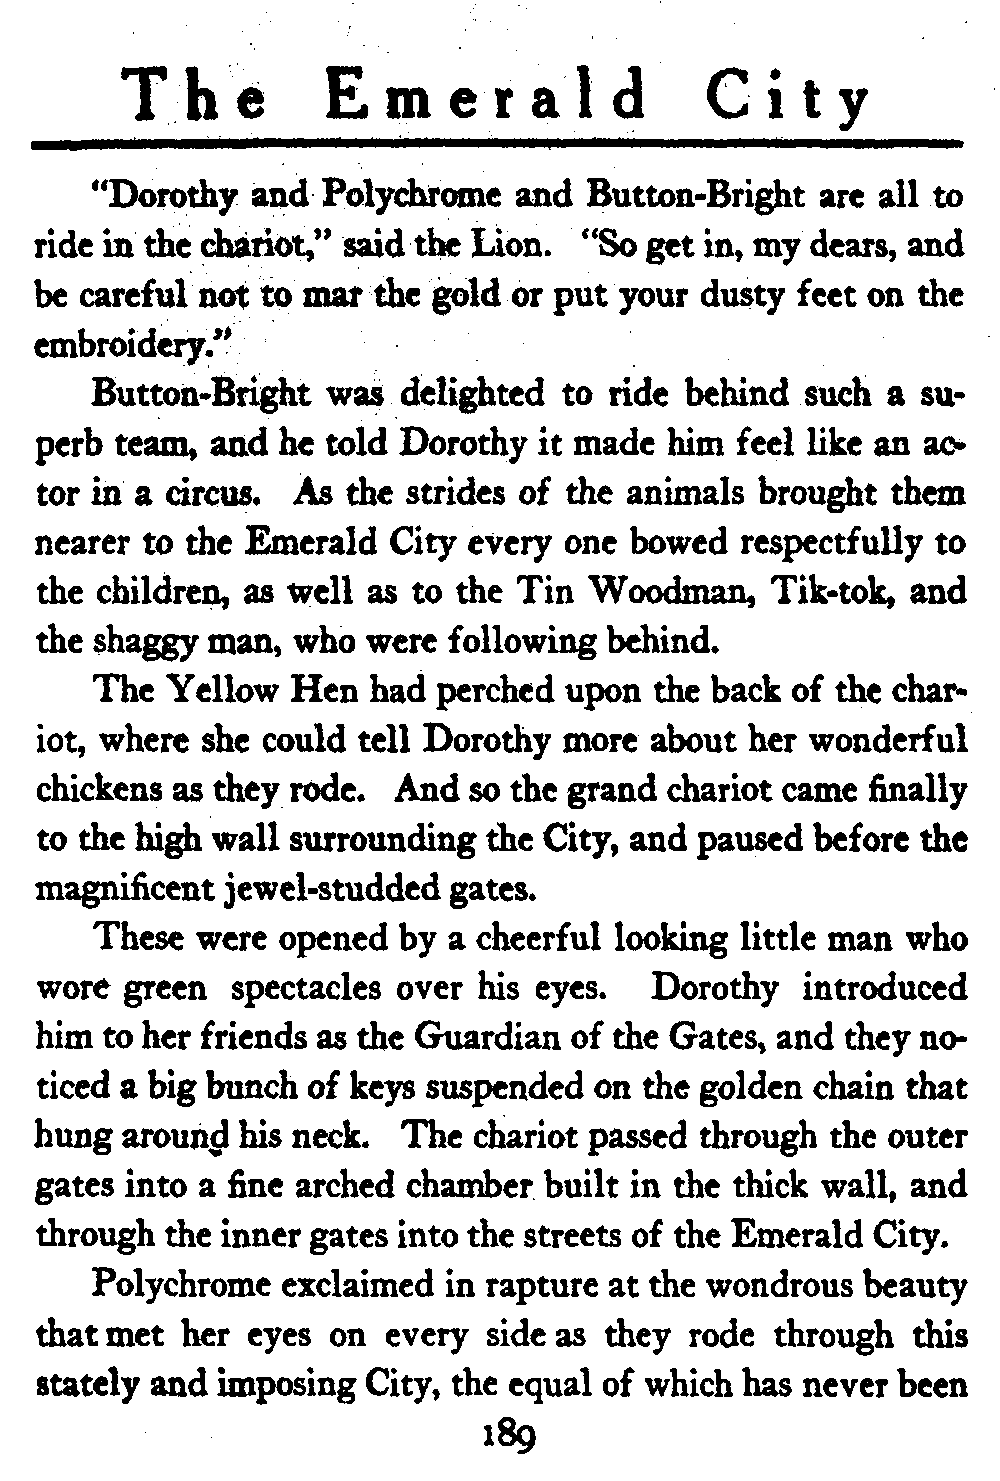 The Emerald City
“Dorothy and Polychrome and Button-Bright are all to
ride in the chariot,” said the Lion. “So get in, my dears, and
be careful not to mar the gold or put your dusty feet on the
embroidery.”
Button-Bright was delighted to ride behind such a su-
perb team, and he told Dorothy it made him feel like an ac-
tor in a circus. As the strides of the animals brought them
nearer to the Emerald City every one bowed respectfully to
the children, as well as to the Tin Woodman, Tik-tok, and
the shaggy man, who were following behind.
The Yellow Hen had perched upon the back of the char-
iot, where she could tell Dorothy more about her wonderful
chickens as they rode. And so the grand chariot came finally
to the high wall surrounding the City, and paused before the
magnificent jewel-studded gates.
These were opened by a cheerful looking little man who
wore green spectacles over his eyes. Dorothy introduced
him to her friends as the Guardian of the Gates, and they no-
ticed a big bunch of keys suspended on the golden chain that
hung around his neck. The chariot passed through the outer
gates into a fine arched chamber built in the thick wall, and
through the inner gates into the streets of the Emerald City.
Polychrome exclaimed in rapture at the wondrous beauty
that met her eyes on every side as they rode through this
stately and imposing City, the equal of which has never been
189